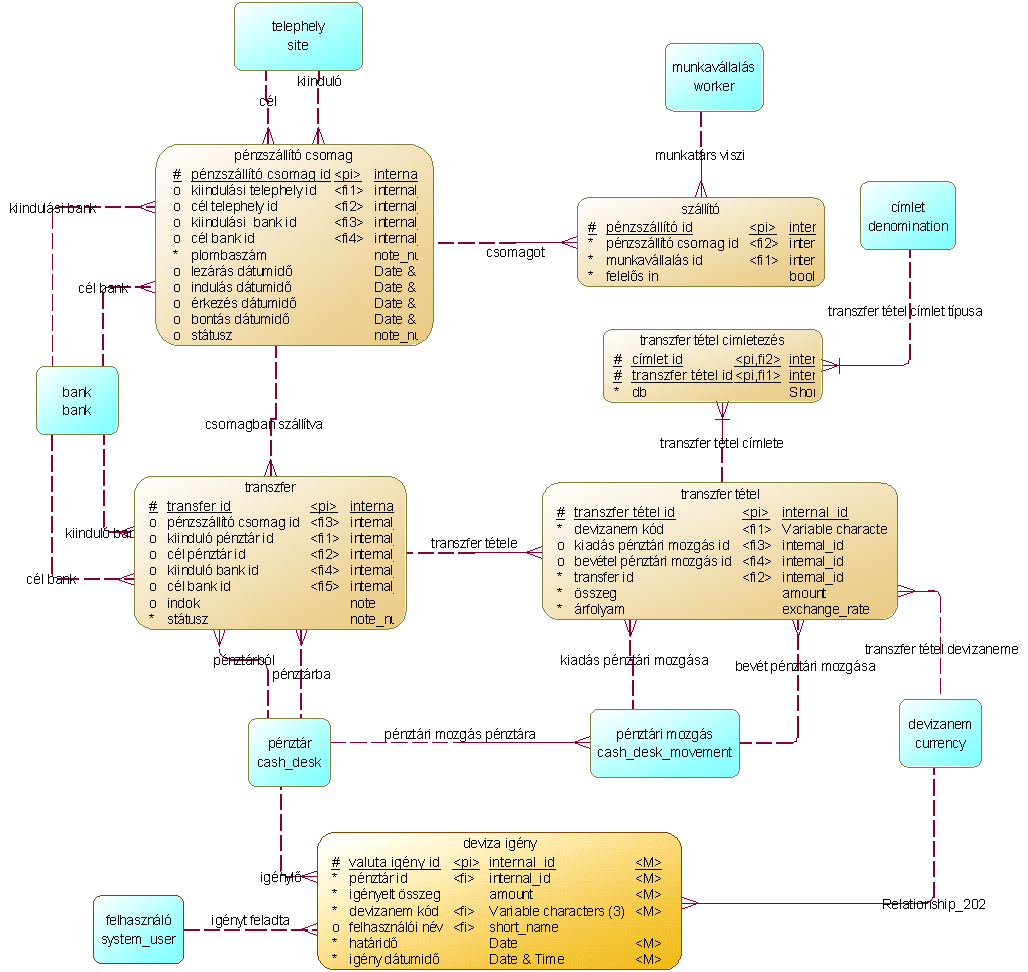 telephely
site
kiinduló
cél
munkavállalás
worker
munkatárs viszi
pénzszállító csomag
# pénzszállító csomag id <pi> interna
o kiindulási telephely id <fi1> internal
o cél telephely id <fi2> internal
o kiindulási bank id <fi3> internal
o cél bank id <fi4> internal
* plombaszám note_nu
o lezárás dátumidő Date &
o indulás dátumidő Date &
o érkezés dátumidő Date &
o bontás dátumidő Date &
o státusz note_nu
kiindulási bank
cél bank
csomagot
szállító
# pénzszállító id <pi> inter
* pénzszállító csomag id <fi2> inter
* munkavállalás id <fi1> inter
* felelős in bool
címlet
denomination
transzfer tétel címlet típusa
transzfer tétel cimletezés
# címlet id <pi,fi2> inter
# transzfer tétel id <pi,fi1> inter
* db Shor
bank
bank
csomagban szállítva
transzfer tétel címlete
transzfer
# transfer id <pi> interna
o pénzszállító csomag id <fi3> internal
o kiinduló pénztár id <fi1> internal
o cél pénztár id <fi2> internal
o kiinduló bank id <fi4> internal
o cél bank id <fi5> internal
o indok note
* státusz note_nu
kiinduló bac
cél bank
transzfer tétele
transzfer tétel
# transzfer tétel id <pi> internal_id
* devizanem kód <fi1> Variable characte
o kiadás pénztári mozgás id <fi3> internal_id
o bevétel pénztári mozgás id <fi4> internal_id
* transfer id <fi2> internal_id
* összeg amount
* árfolyam exchange_rate
pénztárból
pénztárba
kiadás pénztári mozgása
bevét pénztári mozgása
transzfer tétel devizaneme
pénztár
cash_desk
pénztári mozgás pénztára
pénztári mozgás
cash_desk_movement
devizanem
currency
igénylő
deviza igény
# valuta igény id <pi> internal_id <M>
* pénztár id <fi> internal_id <M>
* igényelt összeg amount <M>
* devizanem kód <fi> Variable characters (3) <M>
o felhasználói név <fi> short_name
* határidő Date <M>
* igény dátumidő Date & Time <M>
Relationship_202
felhasználó
system_user
igényt feladta